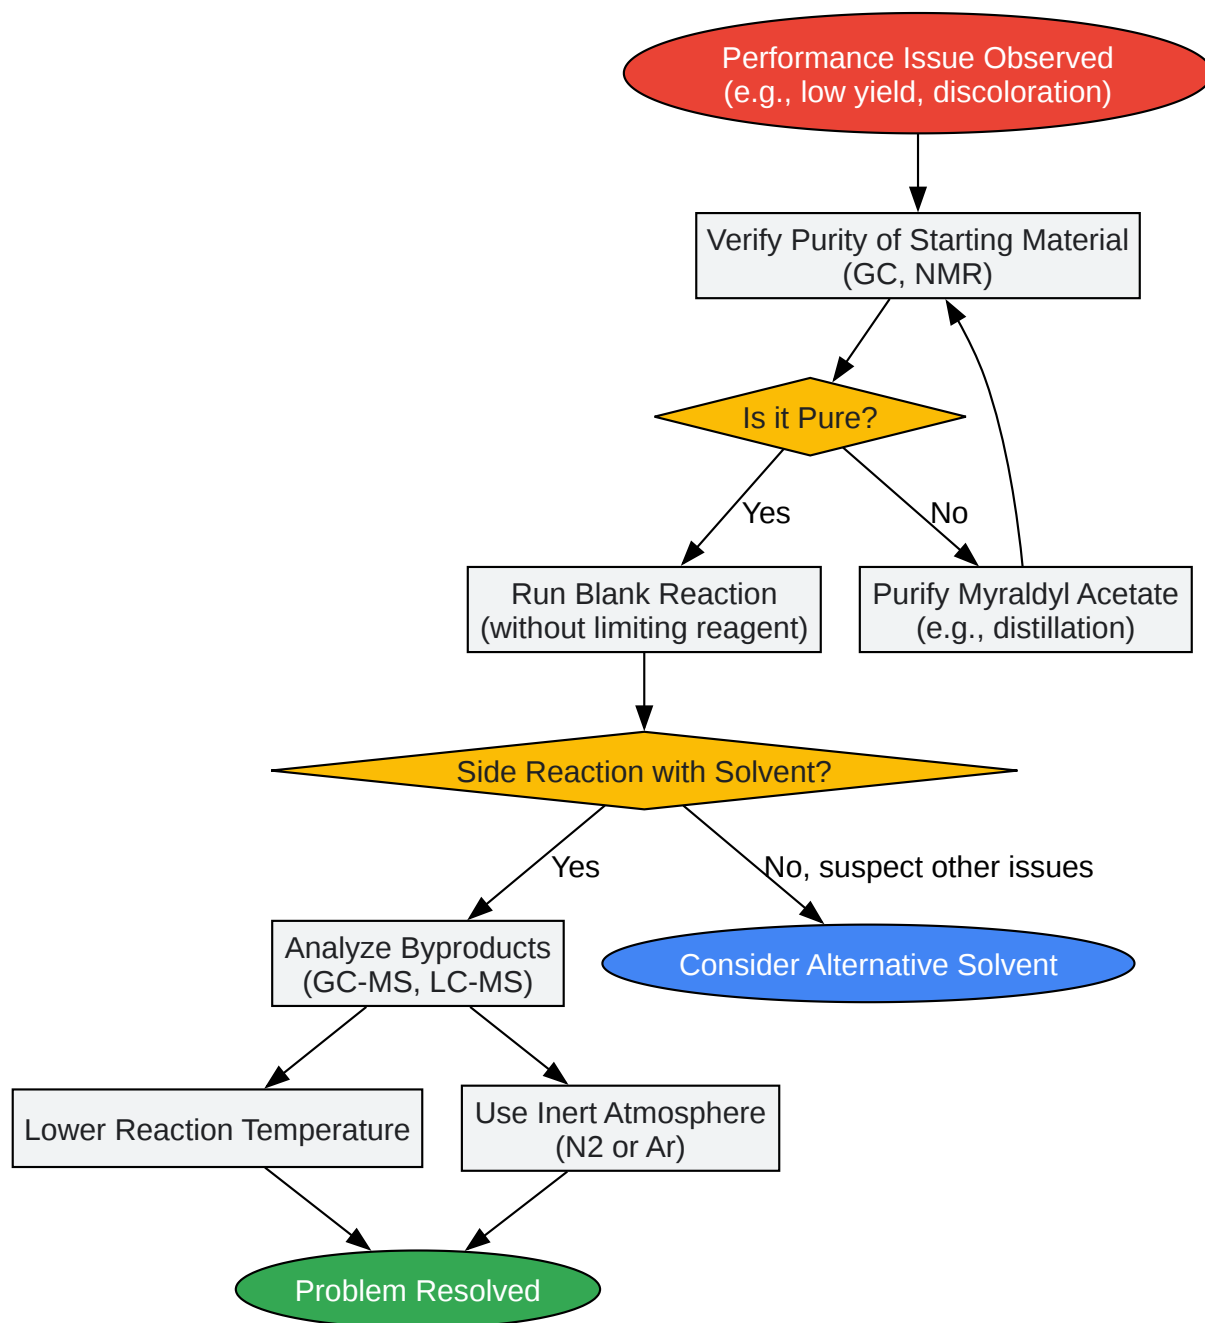 Performance Issue Observed
(e.g., low yield, discoloration)
Verify Purity of Starting Material
(GC, NMR)
Is it Pure?
Yes
No
Run Blank Reaction
(without limiting reagent)
Purify Myraldyl Acetate
(e.g., distillation)
Side Reaction with Solvent?
Yes
No, suspect other issues
Analyze Byproducts
(GC-MS, LC-MS)
Consider Alternative Solvent
Lower Reaction Temperature
Use Inert Atmosphere
(N2 or Ar)
Problem Resolved